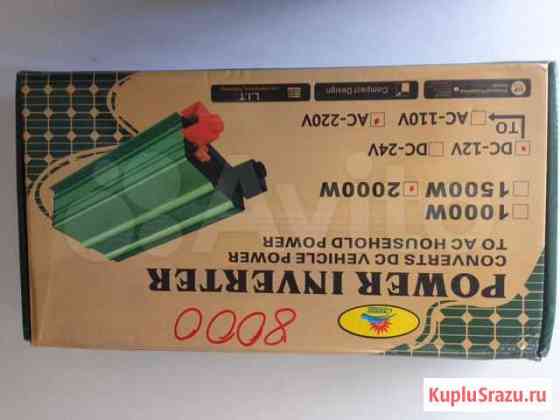 8000
POWER INVERTER
CONVERTS DC VEHICLE POWER
TO AC HOUSEHOLD POWER
1000W
1500W 2000W
DC-12V DC-24V
TO
AC-110V AC-220V
Compact Design
Avito
KupluSrazu.ru